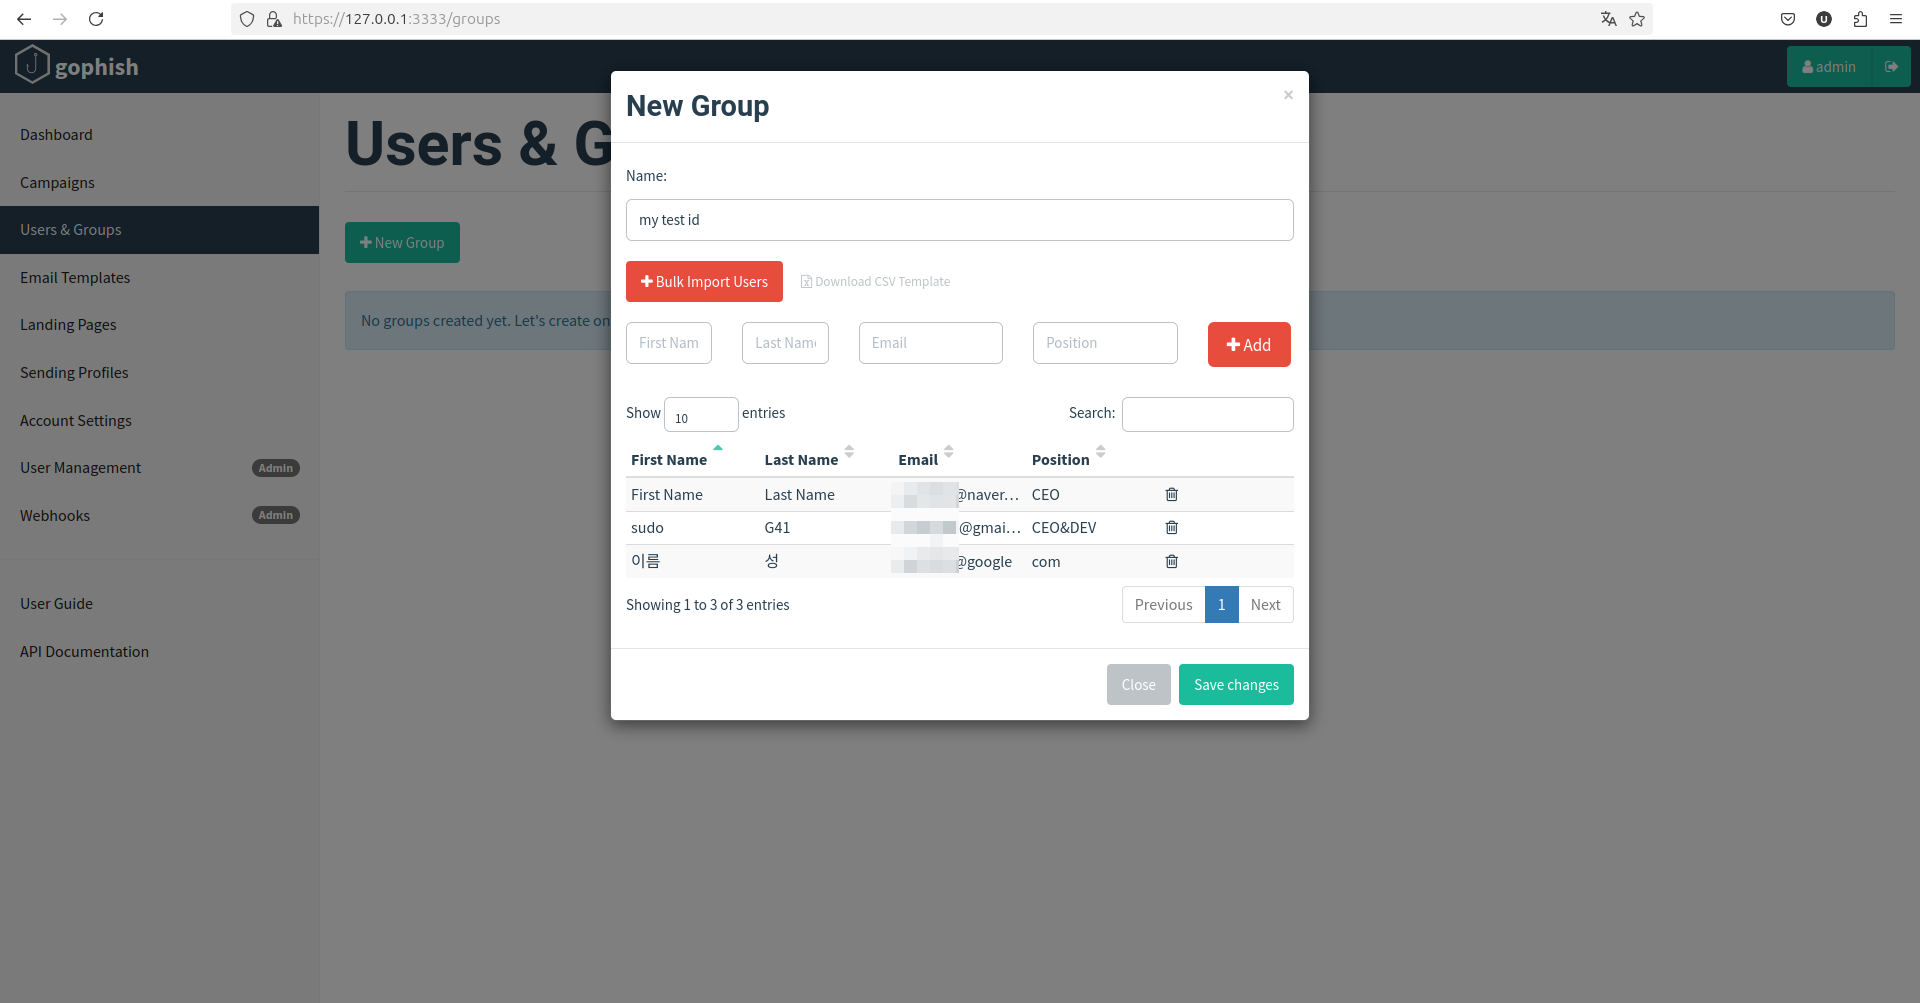 https://127.0.0.1:3333/groups
gophish
admin
Dashboard
Campaigns
Users & Groups
Email Templates
Landing Pages
Sending Profiles
Account Settings
User Management Admin
Webhooks Admin
User Guide
API Documentation
Users & G
New Group
No groups created yet. Let's create on
New Group
×
Name:
my test id
Bulk Import Users
Download CSV Template
First Nam
Last Name
Email
Position
Add
Show 10 entries
Search:
First Name Last Name Email Position
First Name Last Name @naver... CEO
sudo G41 @gmai... CEO&DEV
이름 성 @google com
Showing 1 to 3 of 3 entries
Previous 1 Next
Close
Save changes